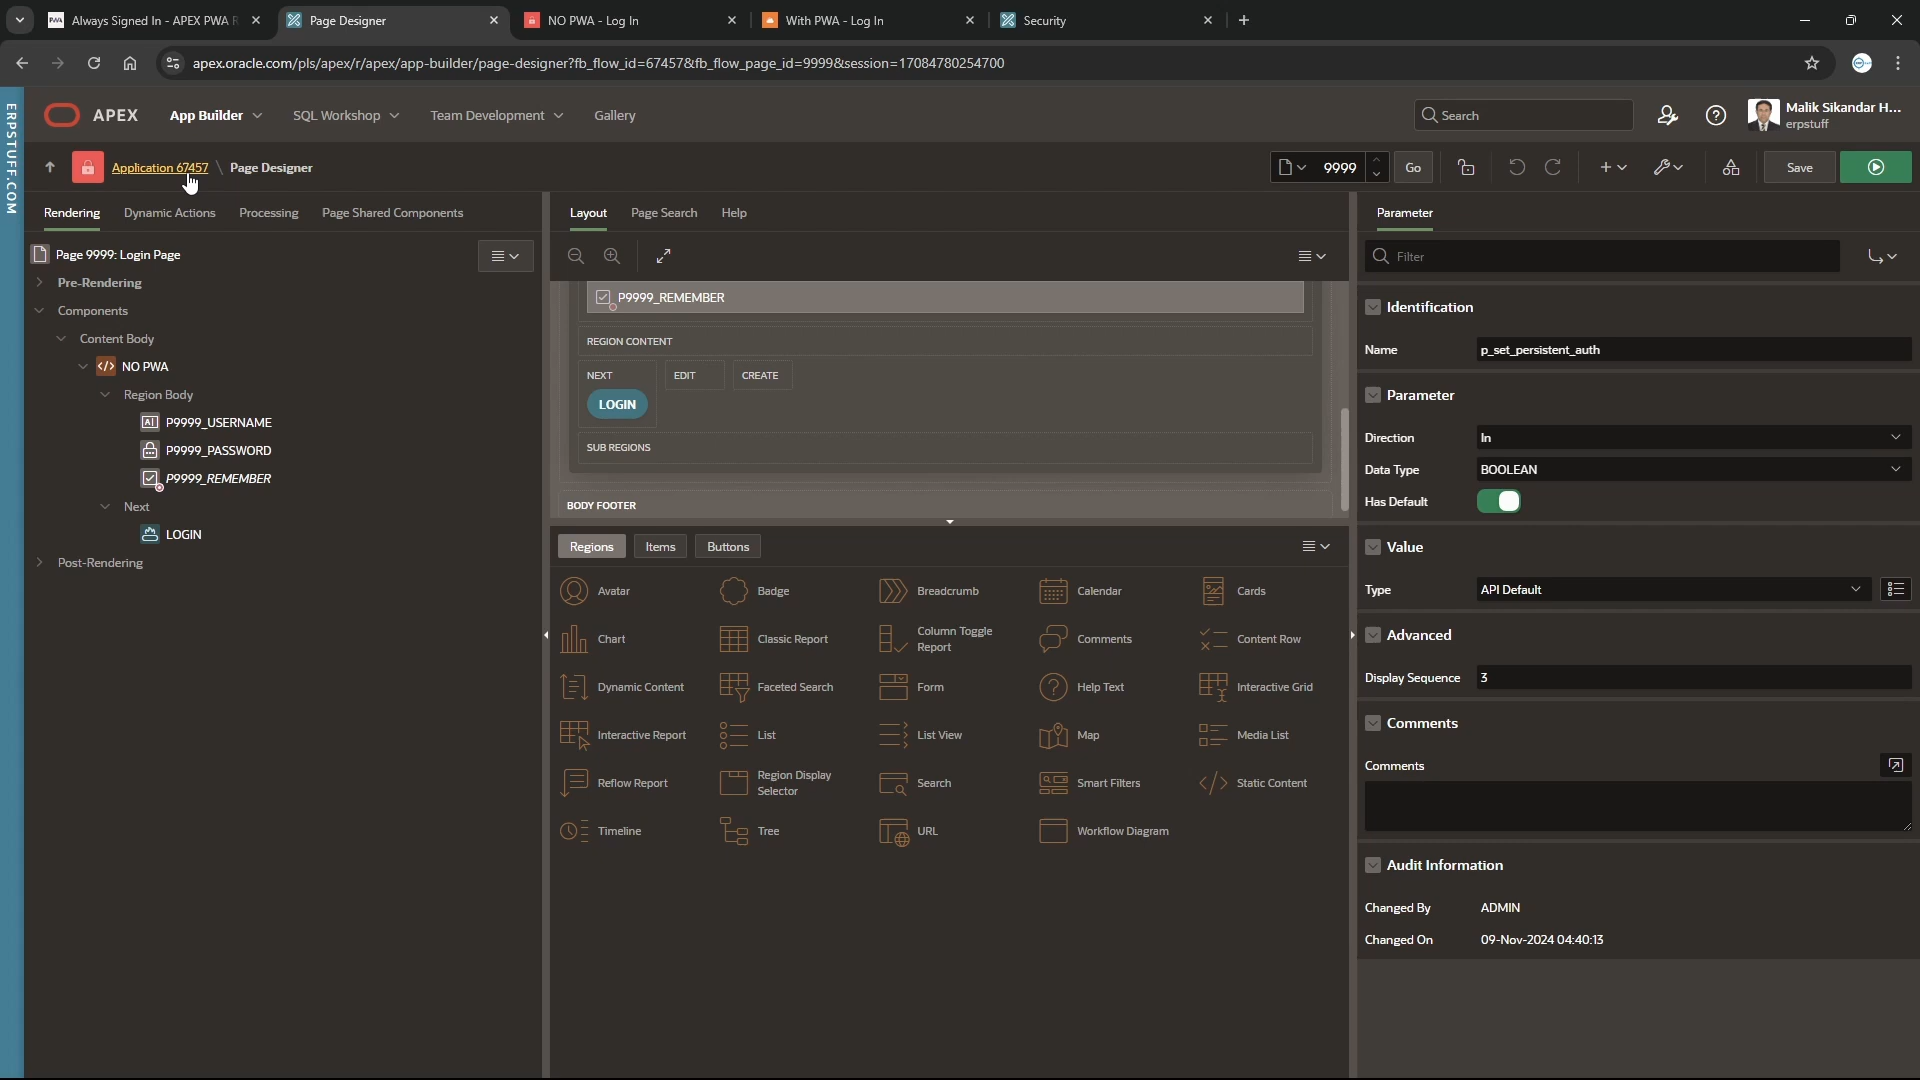 Always Signed In - APEX PWA R
Page Designer
NO PWA - Log In
With PWA - Log In
Security
apex.oracle.com/pls/apex/r/apex/app-builder/page-designer?fb_flow_id=67457&fb_flow_page_id=9999&session=17084780254700
ERPSTUFF.COM
APEX
App Builder
SQL Workshop
Team Development
Gallery
Search
Malik Sikandar H...
erpstuff
Application 67457 \ Page Designer
9999
Go
Save
Rendering
Dynamic Actions
Processing
Page Shared Components
Page 9999: Login Page
Pre-Rendering
Components
Content Body
NO PWA
Region Body
P9999_USERNAME
P9999_PASSWORD
P9999_REMEMBER
Next
LOGIN
Post-Rendering
Layout
Page Search
Help
P9999_REMEMBER
REGION CONTENT
NEXT
EDIT
CREATE
LOGIN
SUB REGIONS
BODY FOOTER
Regions
Items
Buttons
Avatar
Badge
Breadcrumb
Calendar
Cards
Chart
Classic Report
Column Toggle
Report
Comments
Content Row
Dynamic Content
Faceted Search
Form
Help Text
Interactive Grid
Interactive Report
List
List View
Map
Media List
Reflow Report
Region Display
Selector
Search
Smart Filters
Static Content
Timeline
Tree
URL
Workflow Diagram
Parameter
Filter
Identification
Name
p_set_persistent_auth
Parameter
Direction
In
Data Type
BOOLEAN
Has Default
Value
Type
API Default
Advanced
Display Sequence
3
Comments
Comments
Audit Information
Changed By
ADMIN
Changed On
09-Nov-2024 04:40:13